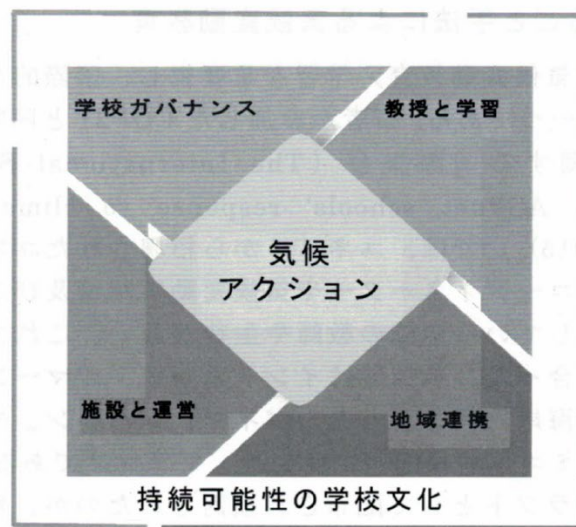 学校ガバナンス
教授と学習
気候
アクション
施設と運営
地域連携
持続可能性の学校文化